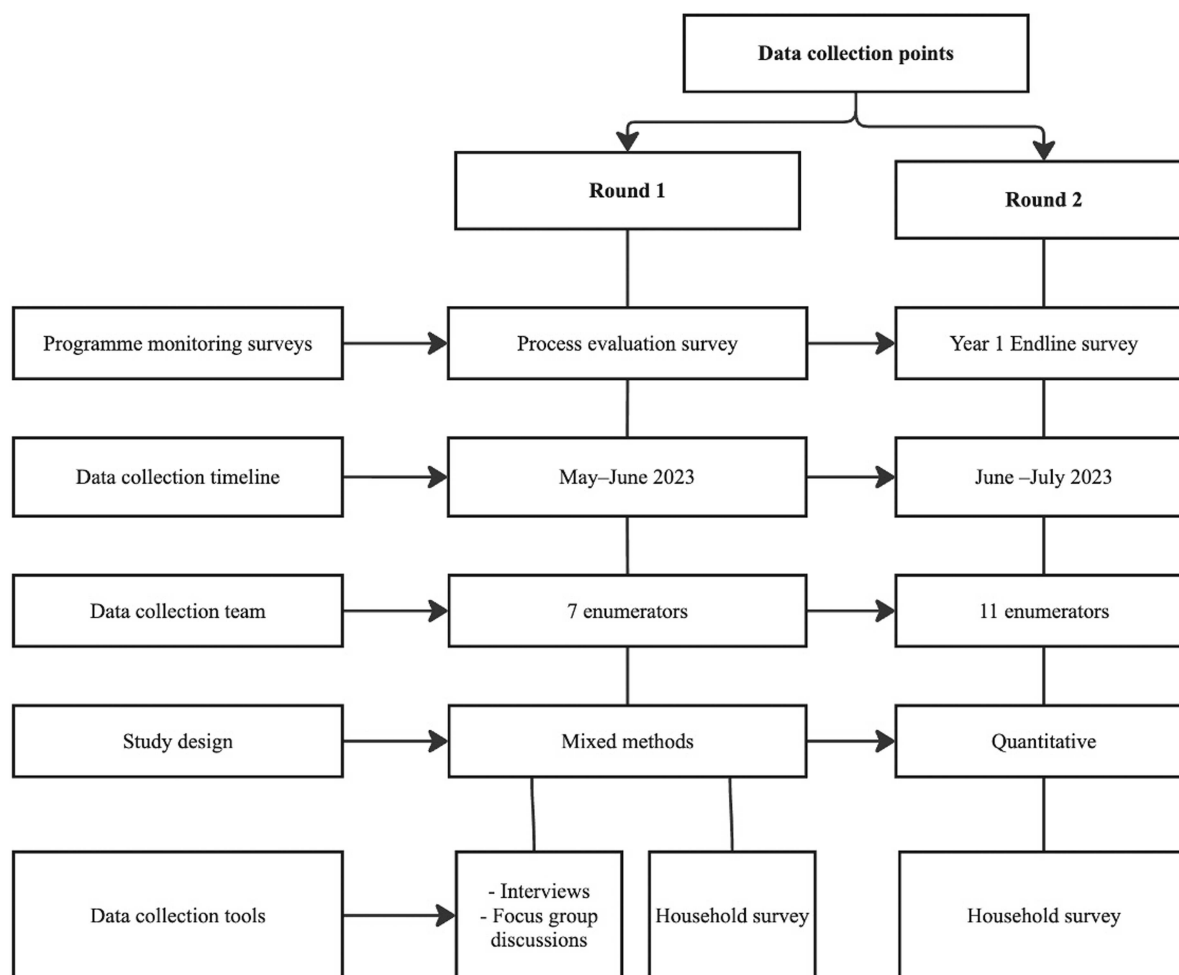 Data collection points
Round 1
Round 2
Programme monitoring surveys
Process evaluation survey
Year 1 Endline survey
Data collection timeline
May–June 2023
June –July 2023
Data collection team
7 enumerators
11 enumerators
Study design
Mixed methods
Quantitative
Data collection tools
- Interviews
- Focus group
discussions
Household survey
Household survey